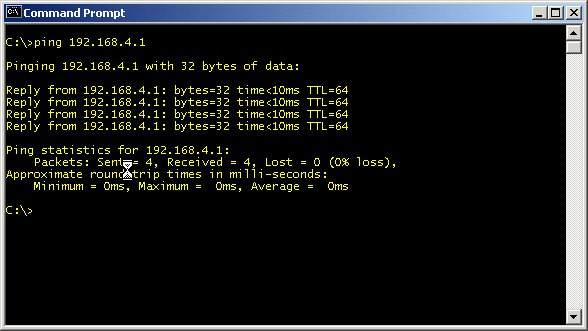 Command Prompt
C:\>ping 192.168.4.1
Pinging 192.168.4.1 with 32 bytes of data:
Reply from 192.168.4.1: bytes=32 time<10ms TTL=64
Reply from 192.168.4.1: bytes=32 time<10ms TTL=64
Reply from 192.168.4.1: bytes=32 time<10ms TTL=64
Reply from 192.168.4.1: bytes=32 time<10ms TTL=64
Ping statistics for 192.168.4.1:
    Packets: Sent = 4, Received = 4, Lost = 0 (0% loss),
Approximate round trip times in milli-seconds:
    Minimum = 0ms, Maximum =  0ms, Average =  0ms
C:\>